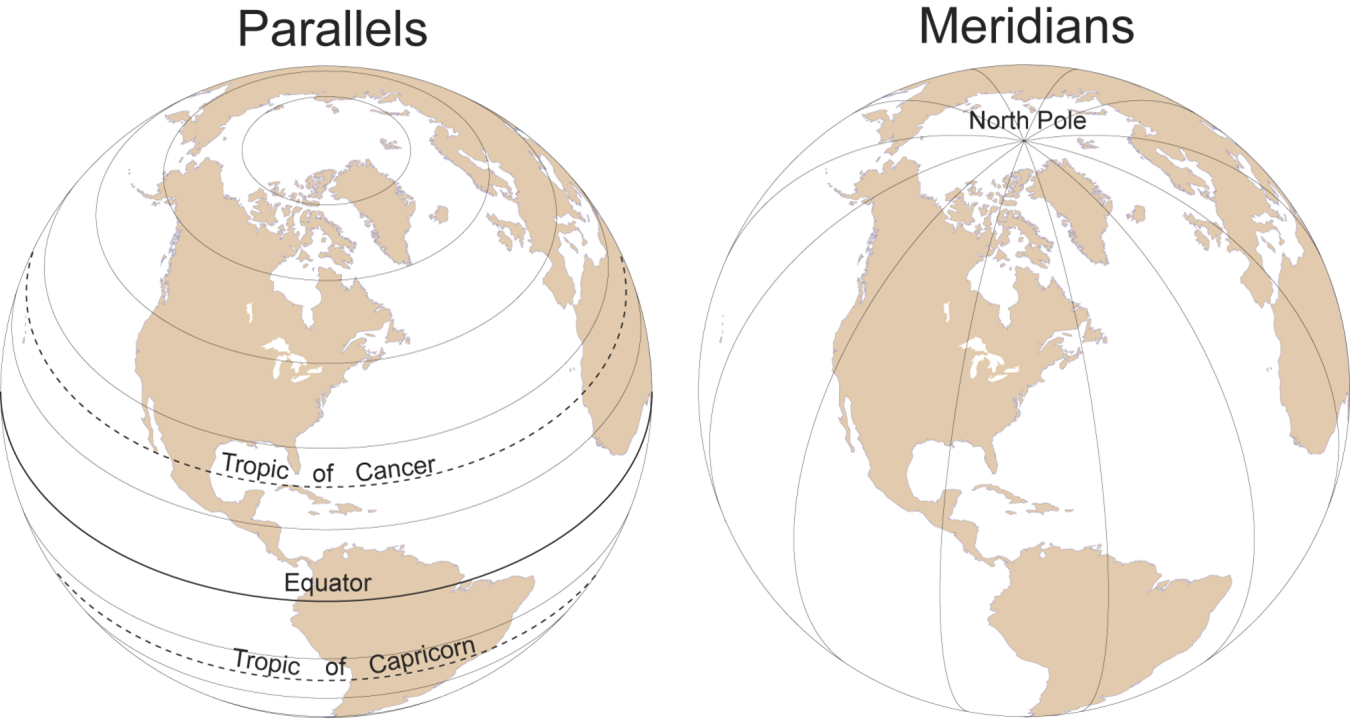 Parallels
Meridians
North Pole
Tropic of Cancer
Equator
Tropic of Capricorn